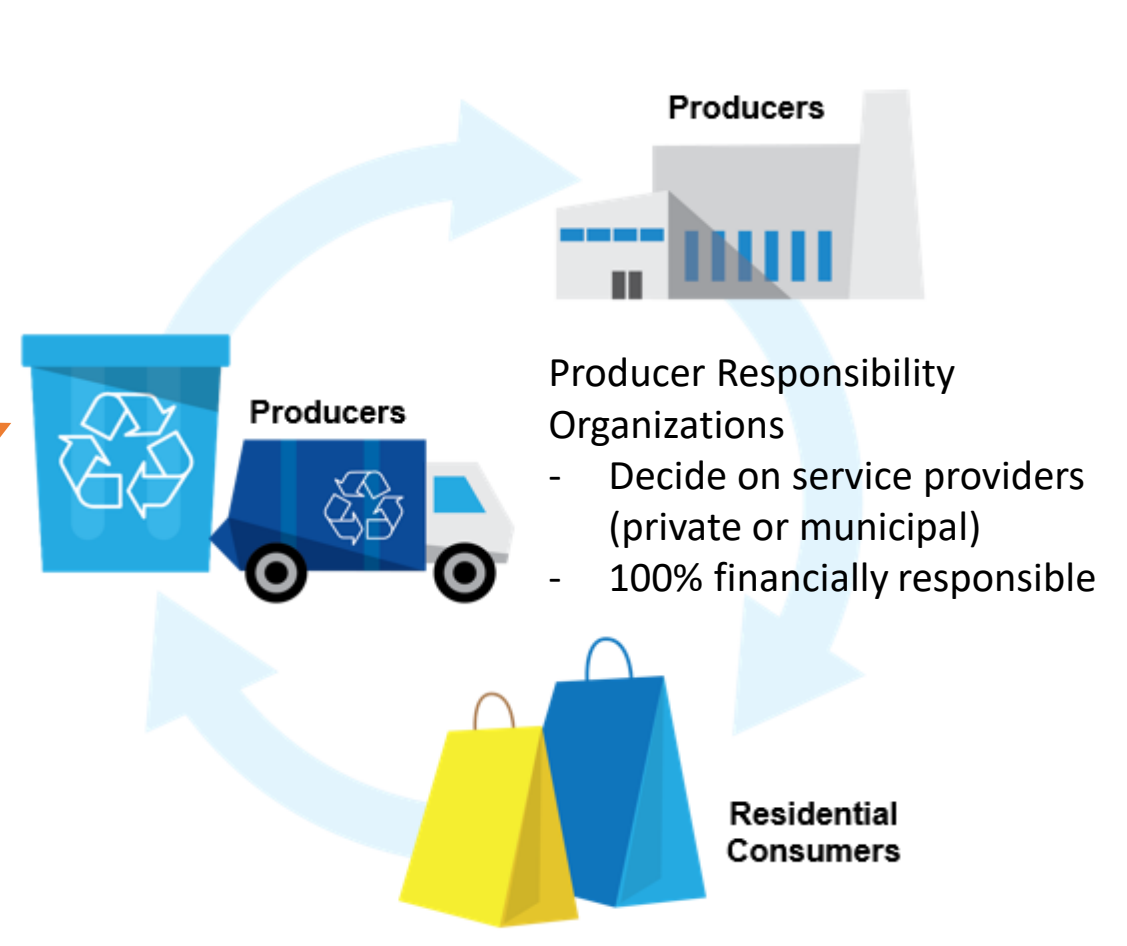 Producers
Producers
Producer Responsibility
Organizations
- Decide on service providers
(private or municipal)
- 100% financially responsible
Residential
Consumers